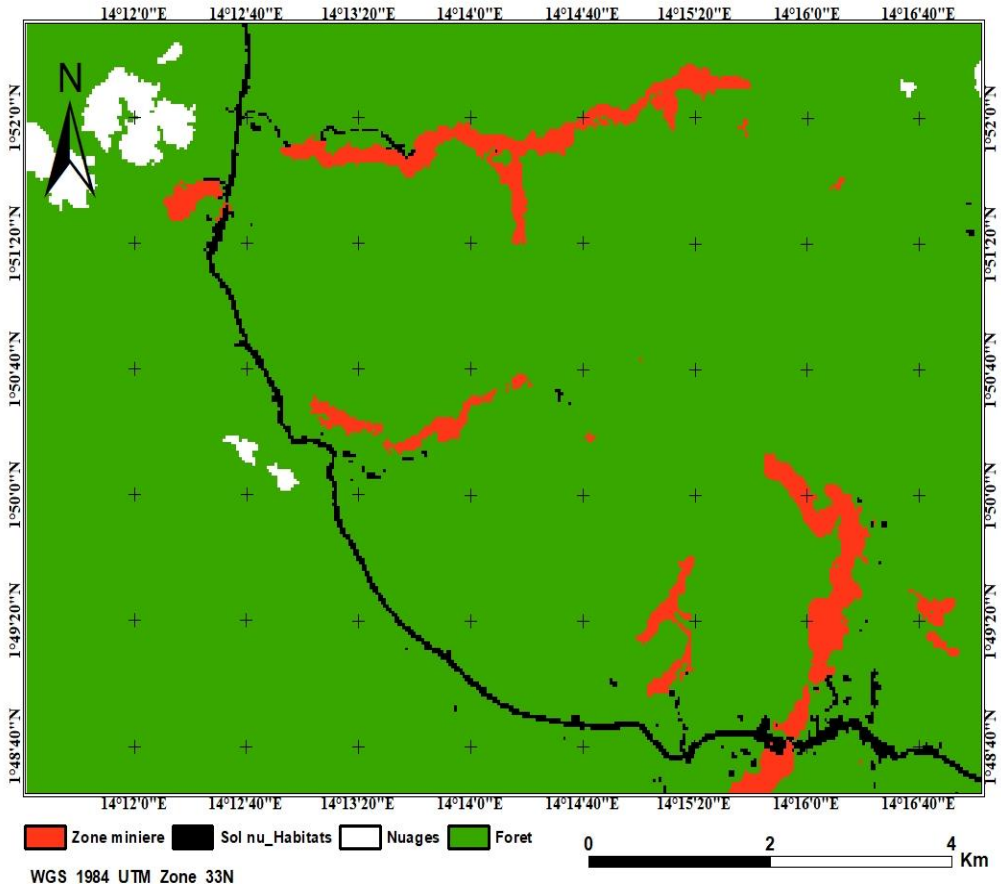 14°12'0"E 14°12'40"E 14°13'20"E 14°14'0"E 14°14'40"E 14°15'20"E 14°16'0"E 14°16'40"E
N
1°52'0"N 1°52'0"N
1°51'20"N 1°51'20"N
1°50'40"N 1°50'40"N
1°50'0"N 1°50'0"N
1°49'20"N 1°49'20"N
1°48'40"N 1°48'40"N
14°12'0"E 14°12'40"E 14°13'20"E 14°14'0"E 14°14'40"E 14°15'20"E 14°16'0"E 14°16'40"E
Zone miniere Sol nu_Habitats Nuages Foret
0 2 4
Km
WGS 1984 UTM Zone 33N